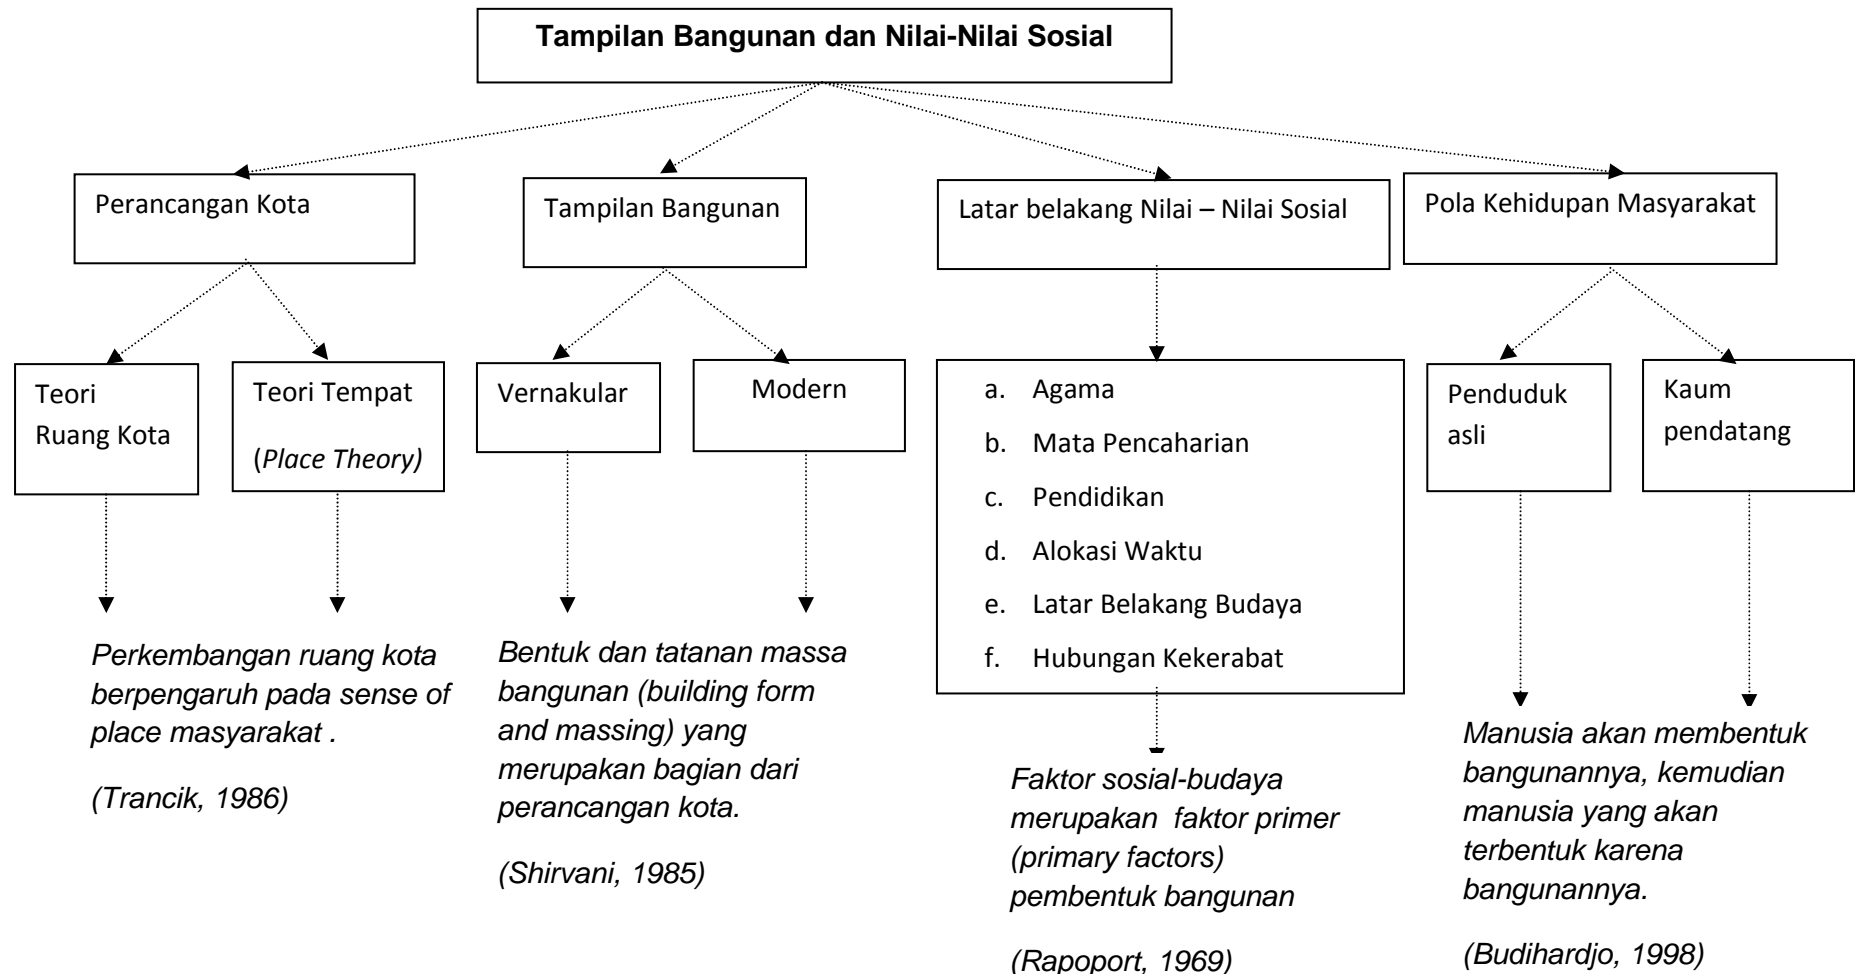 Tampilan Bangunan dan Nilai-Nilai Sosial
Perancangan Kota
Tampilan Bangunan
Latar belakang Nilai – Nilai Sosial
Pola Kehidupan Masyarakat
Teori
Ruang Kota
Teori Tempat
(Place Theory)
Vernakular
Modern
a. Agama
b. Mata Pencaharian
c. Pendidikan
d. Alokasi Waktu
e. Latar Belakang Budaya
f. Hubungan Kekerabat
Penduduk
asli
Kaum
pendatang
Perkembangan ruang kota
berpengaruh pada sense of
place masyarakat .
(Trancik, 1986)
Bentuk dan tatanan massa
bangunan (building form
and massing) yang
merupakan bagian dari
perancangan kota.
(Shirvani, 1985)
Faktor sosial-budaya
merupakan faktor primer
(primary factors)
pembentuk bangunan
(Rapoport, 1969)
Manusia akan membentuk
bangunannya, kemudian
manusia yang akan
terbentuk karena
bangunannya.
(Budihardjo, 1998)